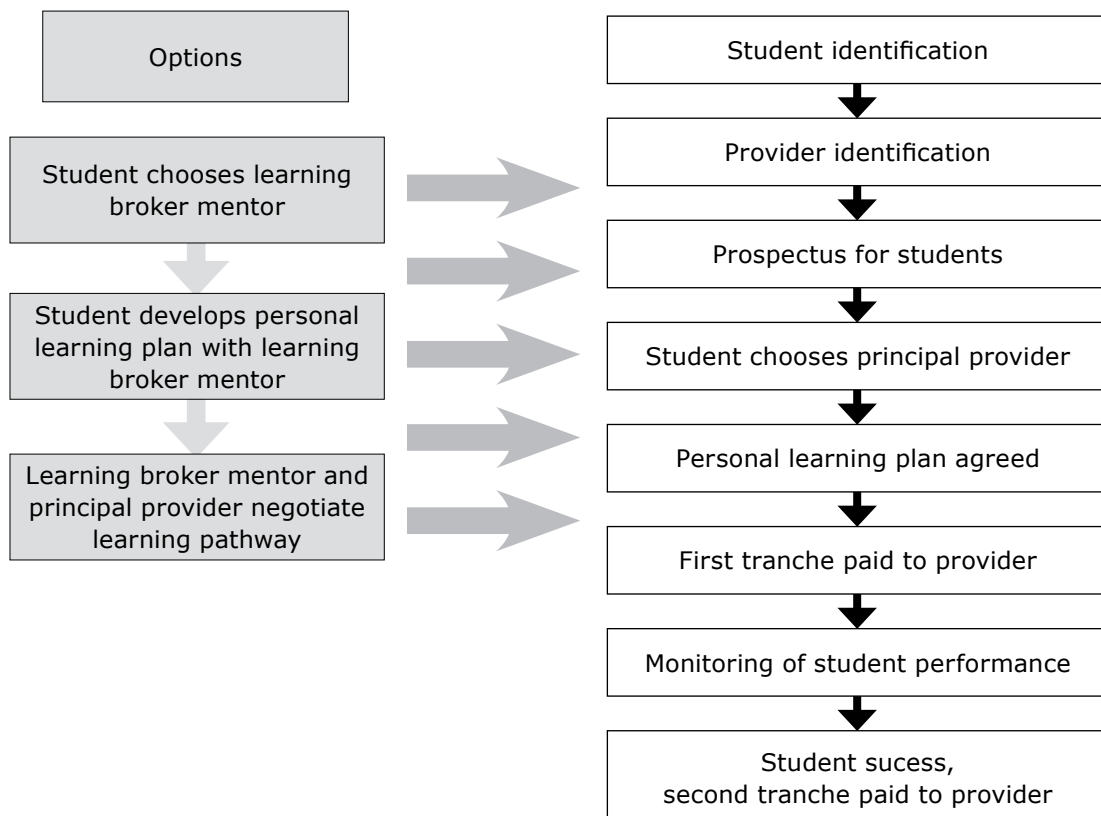 Options
Student chooses learning
broker mentor
Student develops personal
learning plan with learning
broker mentor
Learning broker mentor and
principal provider negotiate
learning pathway
Student identification
Provider identification
Prospectus for students
Student chooses principal provider
Personal learning plan agreed
First tranche paid to provider
Monitoring of student performance
Student sucess,
second tranche paid to provider